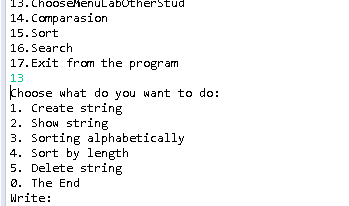 13.ChooseMenuLabOtherStud
14.Comparasion
15.Sort
16.Search
17.Exit from the program
13
Choose what do you want to do:
1. Create string
2. Show string
3. Sorting alphabetically
4. Sort by length
5. Delete string
0. The End
Write: